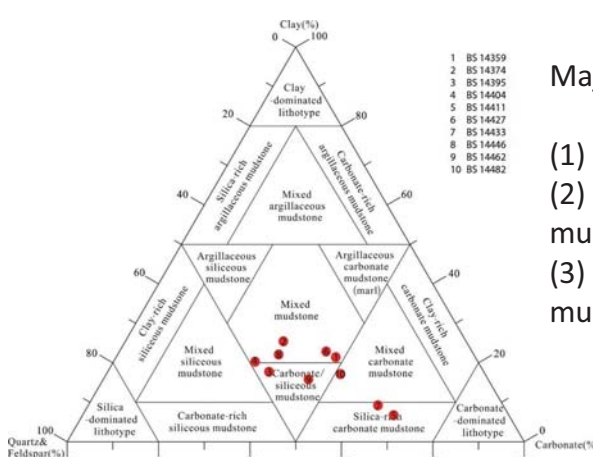 Clay(%)
0 100
1 BS 14359
2 BS 14374
3 BS 14395
4 BS 14404
5 BS 14411
6 BS 14427
7 BS 14433
8 BS 14446
9 BS 14462
10 BS 14482
Clay
-dominated
lithotype
20
80
Silica-rich
argillaceous mudstone
Carbonate-rich
argillaceous mudstone
Mixed
argillaceous
mudstone
40
60
Argillaceous
siliceous
mudstone
Argillaceous
carbonate
mudstone
(marl)
60
40
Clay-rich
siliceous mudstone
Clay-rich
carbonate mudstone
Mixed
mudstone
2
8
6
1
80
20
Mixed
siliceous
mudstone
Carbonate/
siliceous
mudstone
10
Mixed
carbonate
mudstone
Silica
-dominated
lithotype
Carbonate-rich
siliceous mudstone
Silica-rich
carbonate mudstone
Carbonate
-dominated
lithotype
100
0
Quartz&
Feldspar(%)
Carbonate(%
(1)
(2)
(3)